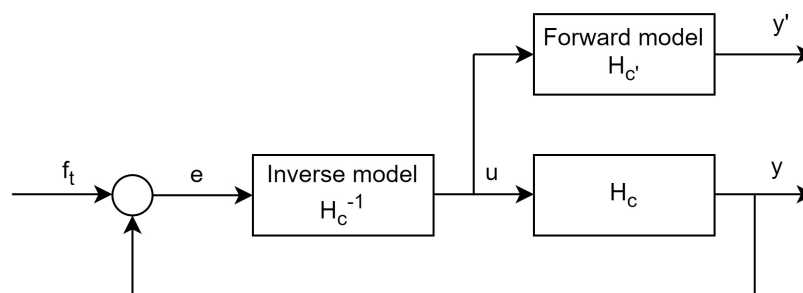 Forward model
H_c'
y'
f_t
e
Inverse model
H_c^-1
u
H_c
y